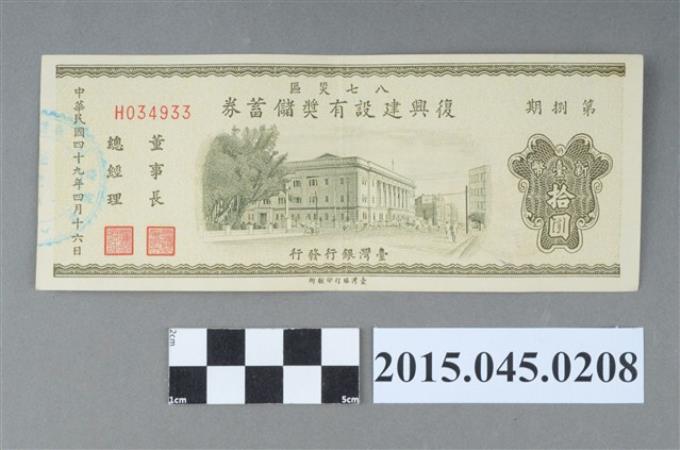 八七災區
復興建設有獎儲蓄券
第捌期
H034933
新臺幣
拾圓
董事長
總經理
中華民國四十九年四月十六日
臺灣銀行發行
臺灣銀行印製所
2cm
1cm
5cm
2015.045.0208